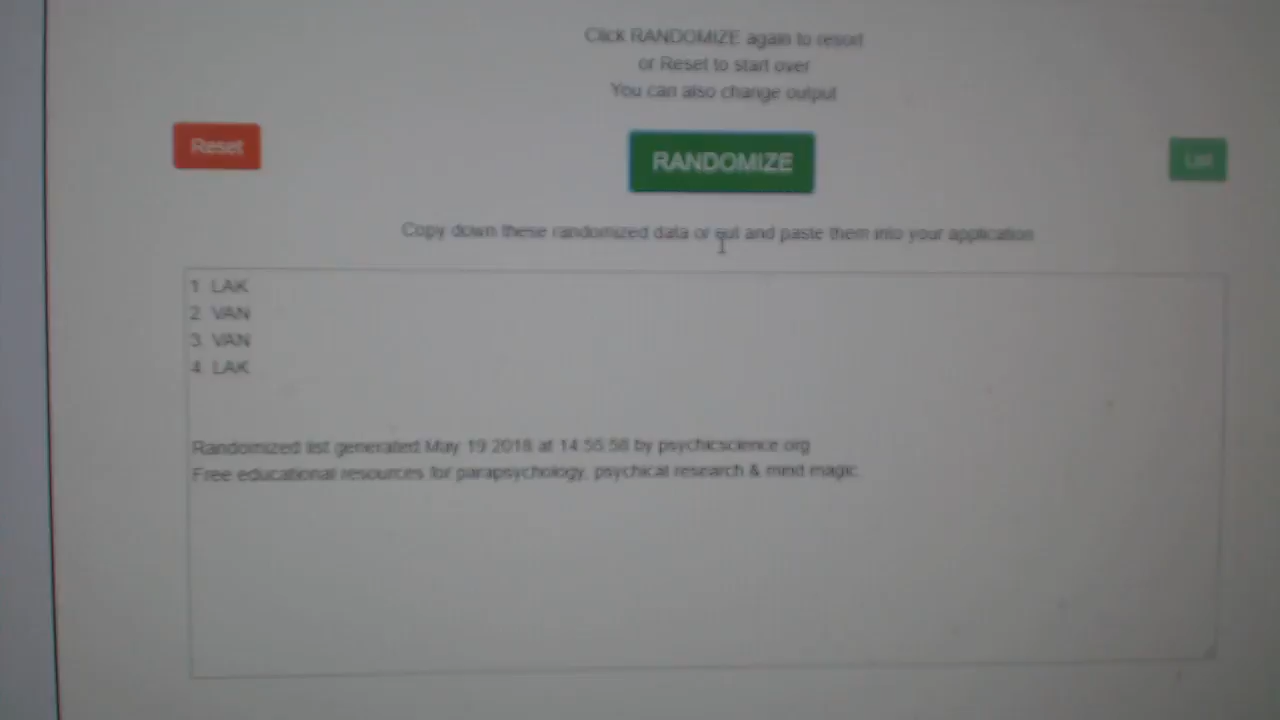 Click RANDOMIZE again to resort
or Reset to start over
You can also change output
Reset
RANDOMIZE
List
Copy down these randomized data or cut and paste them into your application
1. LAK
2. VAN
3. VAN
4. LAK
Randomized list generated May 19 2018 at 14:56:58 by psychicscience.org
Free educational resources for parapsychology, psychical research & mind magic.